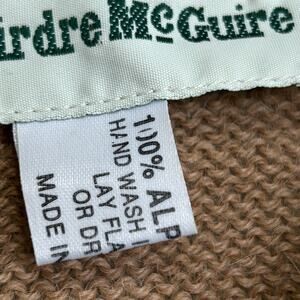 irdre McGuire
100% ALP
HAND WASH I
LAY FLA
OR DR
MADE IN